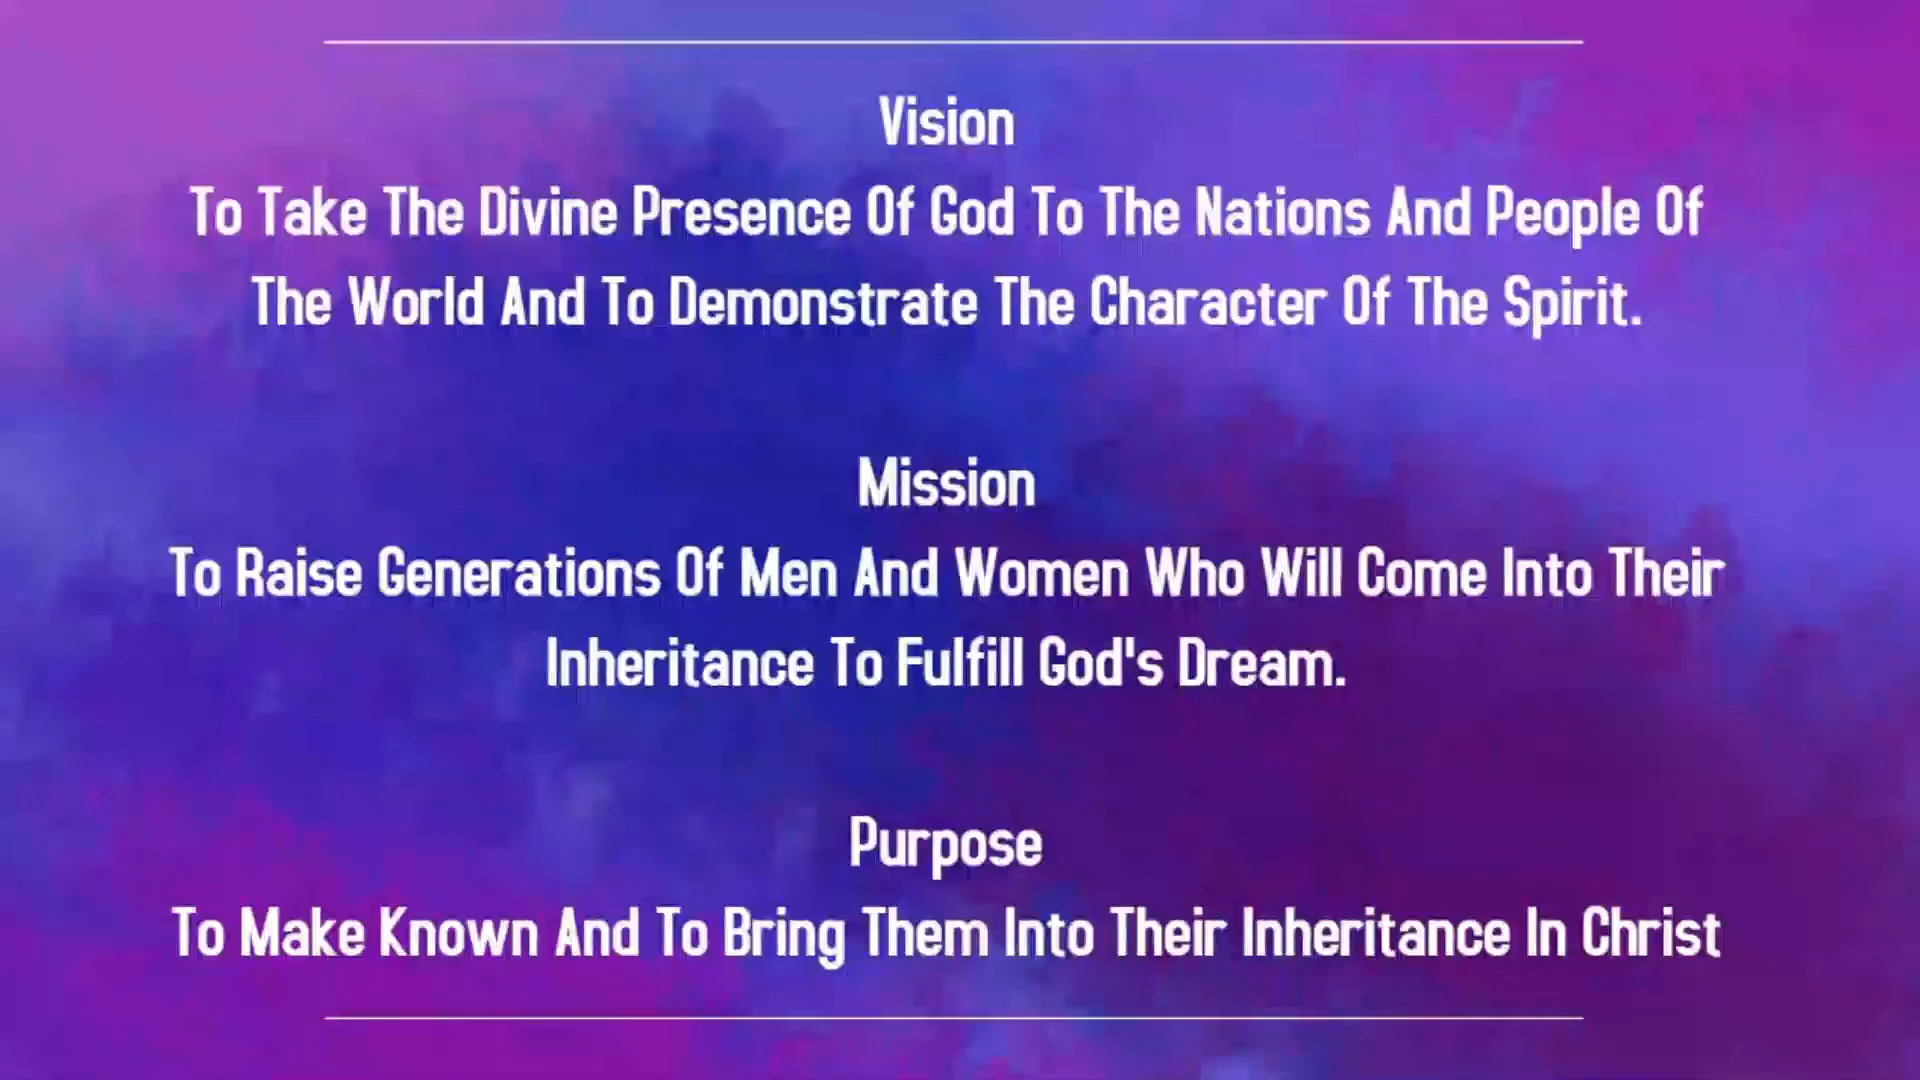 Vision
To Take The Divine Presence Of God To The Nations And People Of
The World And To Demonstrate The Character Of The Spirit.
Mission
To Raise Generations Of Men And Women Who Will Come Into Their
Inheritance To Fulfill God's Dream.
Purpose
To Make Known And To Bring Them Into Their Inheritance In Christ